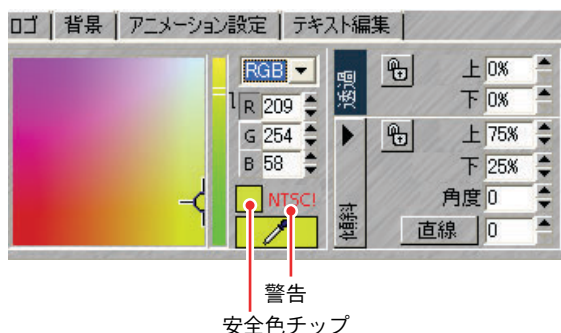 ロゴ 背景 アニメーション設定 テキスト編集
RGB
R 209
G 254
B 58
NTSC!
透過
上 0%
下 0%
傾斜
上 75%
下 25%
角度 0
直線 0
警告
安全色チップ